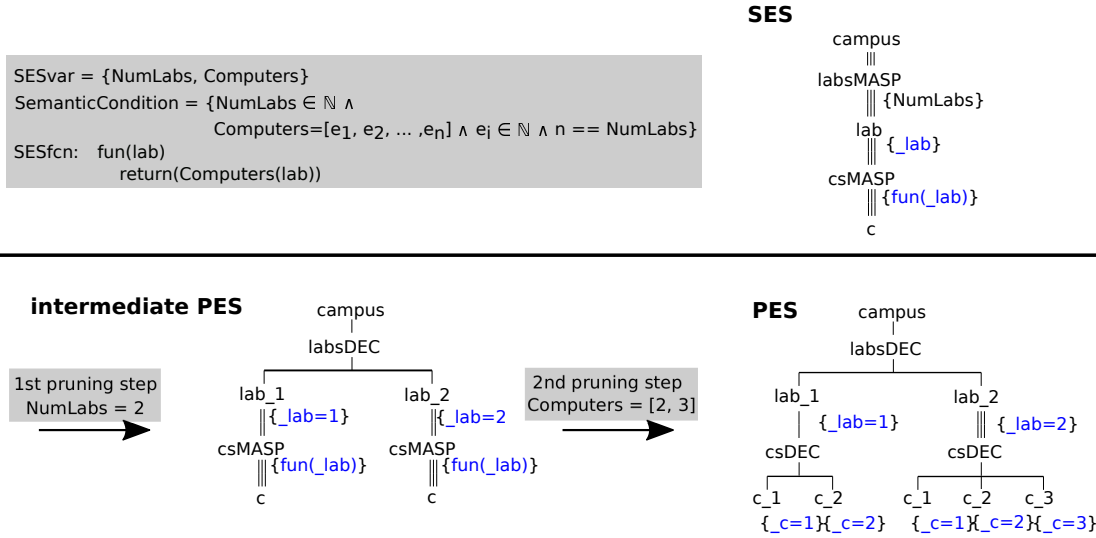 SES
SESvar = {NumLabs, Computers}
SemanticCondition = {NumLabs ∈ ℕ ∧
Computers=[e1, e2, ... ,en] ∧ ei ∈ ℕ ∧ n == NumLabs}
SESfcn: fun(lab)
return(Computers(lab))
campus
labsMASP
{NumLabs}
lab
{_lab}
csMASP
{fun(_lab)}
c
intermediate PES
1st pruning step
NumLabs = 2
campus
labsDEC
lab_1 lab_2
{_lab=1} {_lab=2
csMASP csMASP
{fun(_lab)} {fun(_lab)}
c c
2nd pruning step
Computers = [2, 3]
PES
campus
labsDEC
lab_1 lab_2
{_lab=1} {_lab=2}
csDEC csDEC
c_1 c_2 c_1 c_2 c_3
{_c=1}{_c=2} {_c=1}{_c=2}{_c=3}